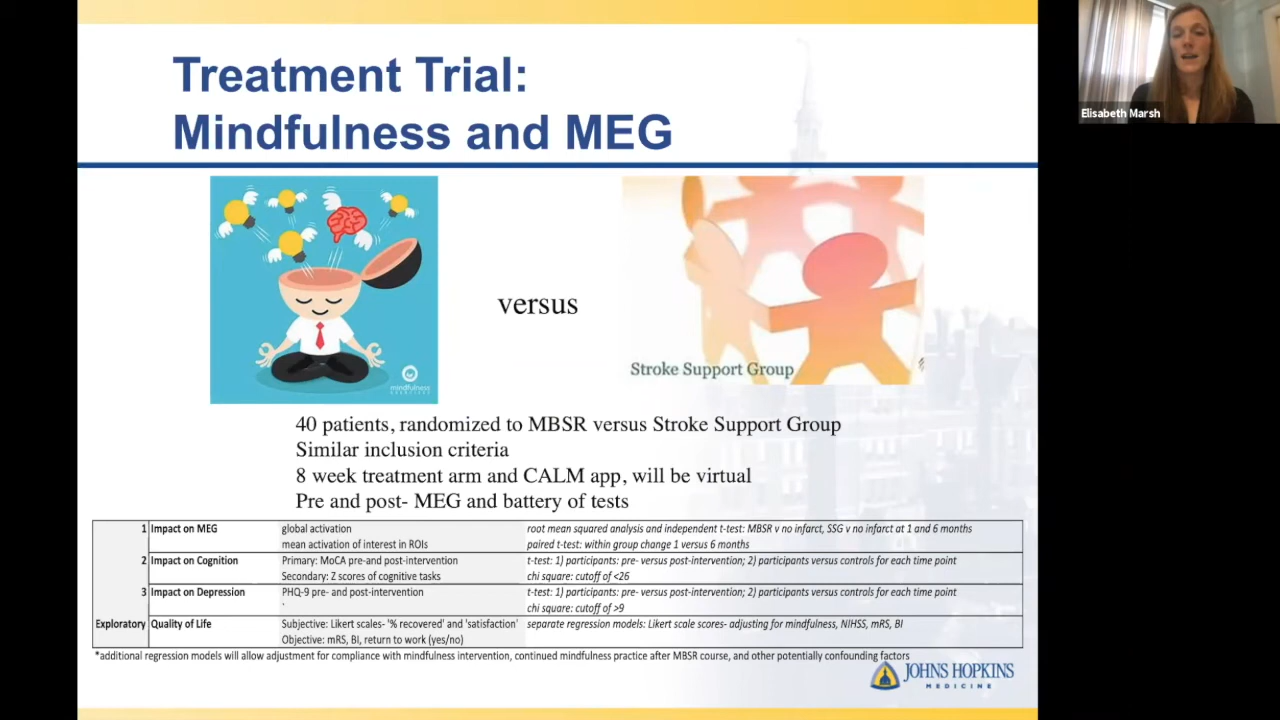 Treatment Trial:
Mindfulness and MEG
Elisabeth Marsh
mindfulness
versus
Stroke Support Group
40 patients, randomized to MBSR versus Stroke Support Group
Similar inclusion criteria
8 week treatment arm and CALM app, will be virtual
Pre and post- MEG and battery of tests
1 Impact on MEG global activation root mean squared analysis and independent t-test: MBSR v no infarct, SSG v no infarct at 1 and 6 months
mean activation of interest in ROIs paired t-test: within group change 1 versus 6 months
2 Impact on Cognition Primary: MoCA pre-and post-intervention t-test: 1) participants: pre- versus post-intervention; 2) participants versus controls for each time point
Secondary: Z scores of cognitive tasks chi square: cutoff of <26
3 Impact on Depression PHQ-9 pre- and post-intervention t-test: 1) participants: pre- versus post-intervention; 2) participants versus controls for each time point
chi square: cutoff of >9
Exploratory Quality of Life Subjective: Likert scales- '% recovered' and 'satisfaction' separate regression models: Likert scale scores- adjusting for mindfulness, NIHSS, mRS, BI
Objective: mRS, BI, return to work (yes/no)
*additional regression models will allow adjustment for compliance with mindfulness intervention, continued mindfulness practice after MBSR course, and other potentially confounding factors
JOHNS HOPKINS
MEDICINE